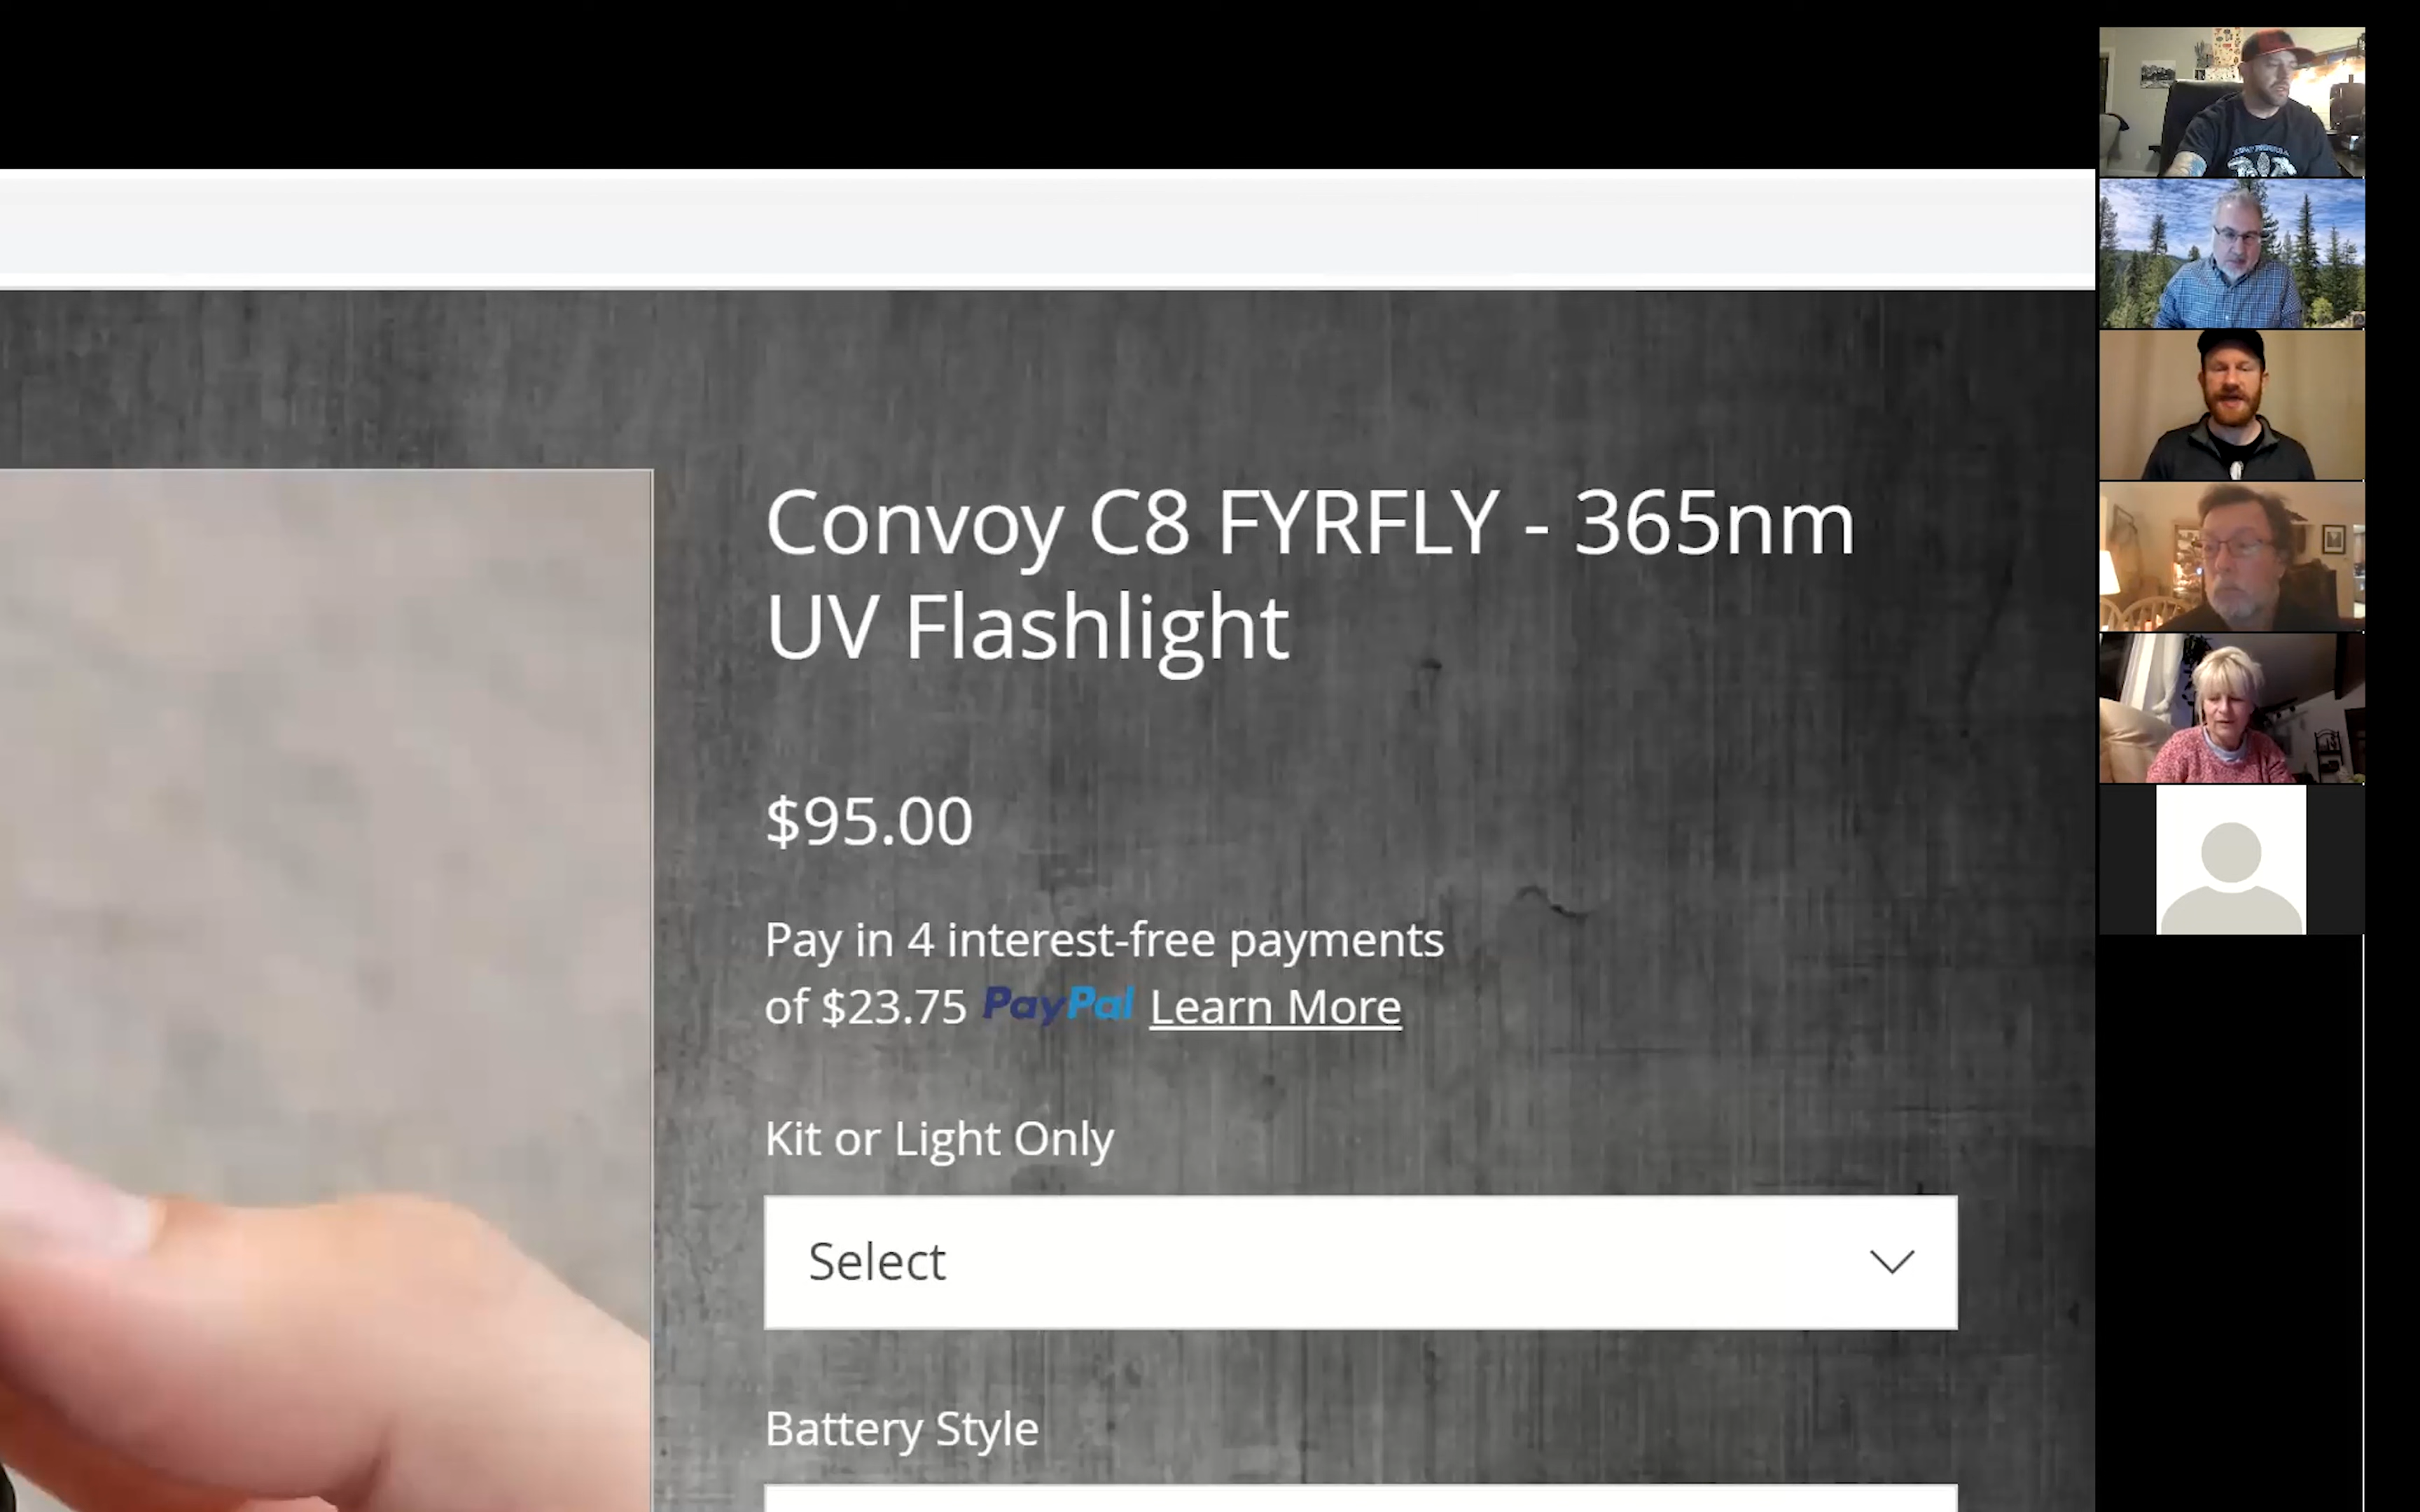 Convoy C8 FYRFLY - 365nm
UV Flashlight
$95.00
Pay in 4 interest-free payments
of $23.75 PayPal Learn More
Kit or Light Only
Select
Battery Style